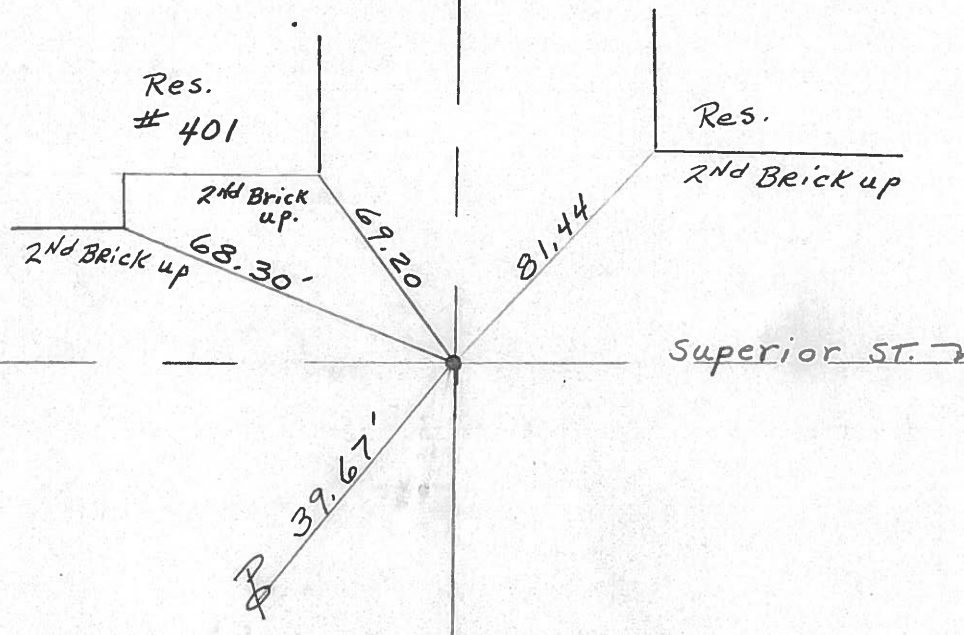 Res.
# 401
Res.
2Nd Brick
up.
2Nd Brick up
2Nd Brick up
69.20
68.30'
81.44
Superior ST.
39.67'